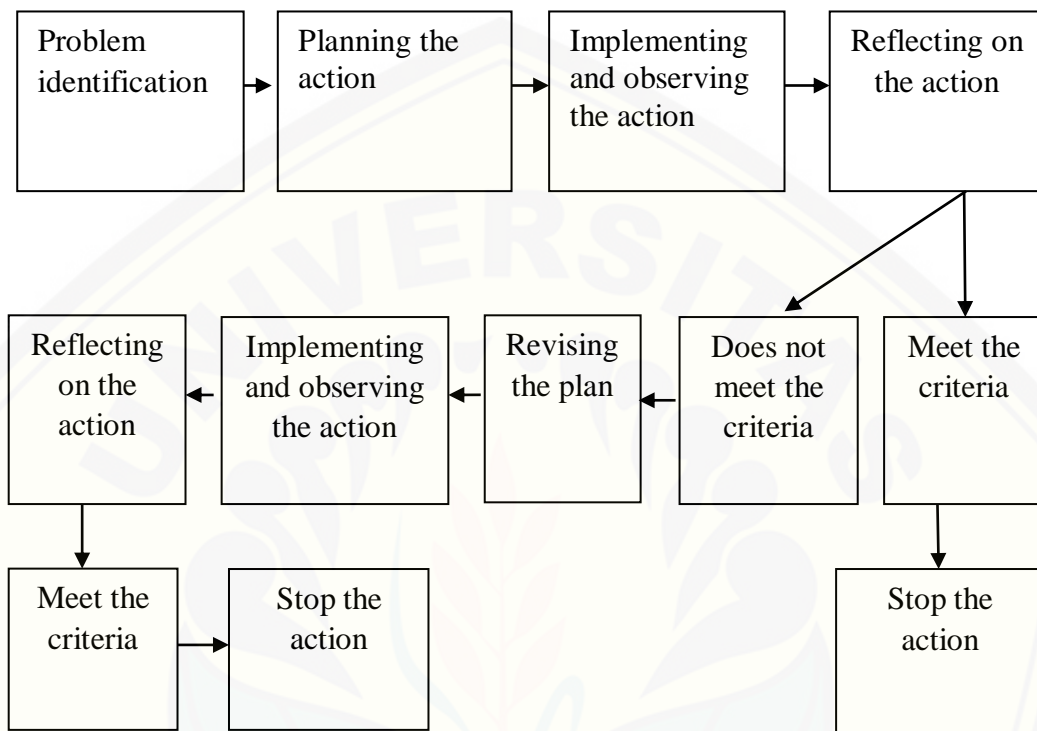 Problem
identification
Planning the
action
Implementing
and observing
the action
Reflecting on
the action
Reflecting
on the
action
Implementing
and observing
the action
Revising
the plan
Does not
meet the
criteria
Meet the
criteria
Meet the
criteria
Stop the
action
Stop the
action
UNIVERSITAS